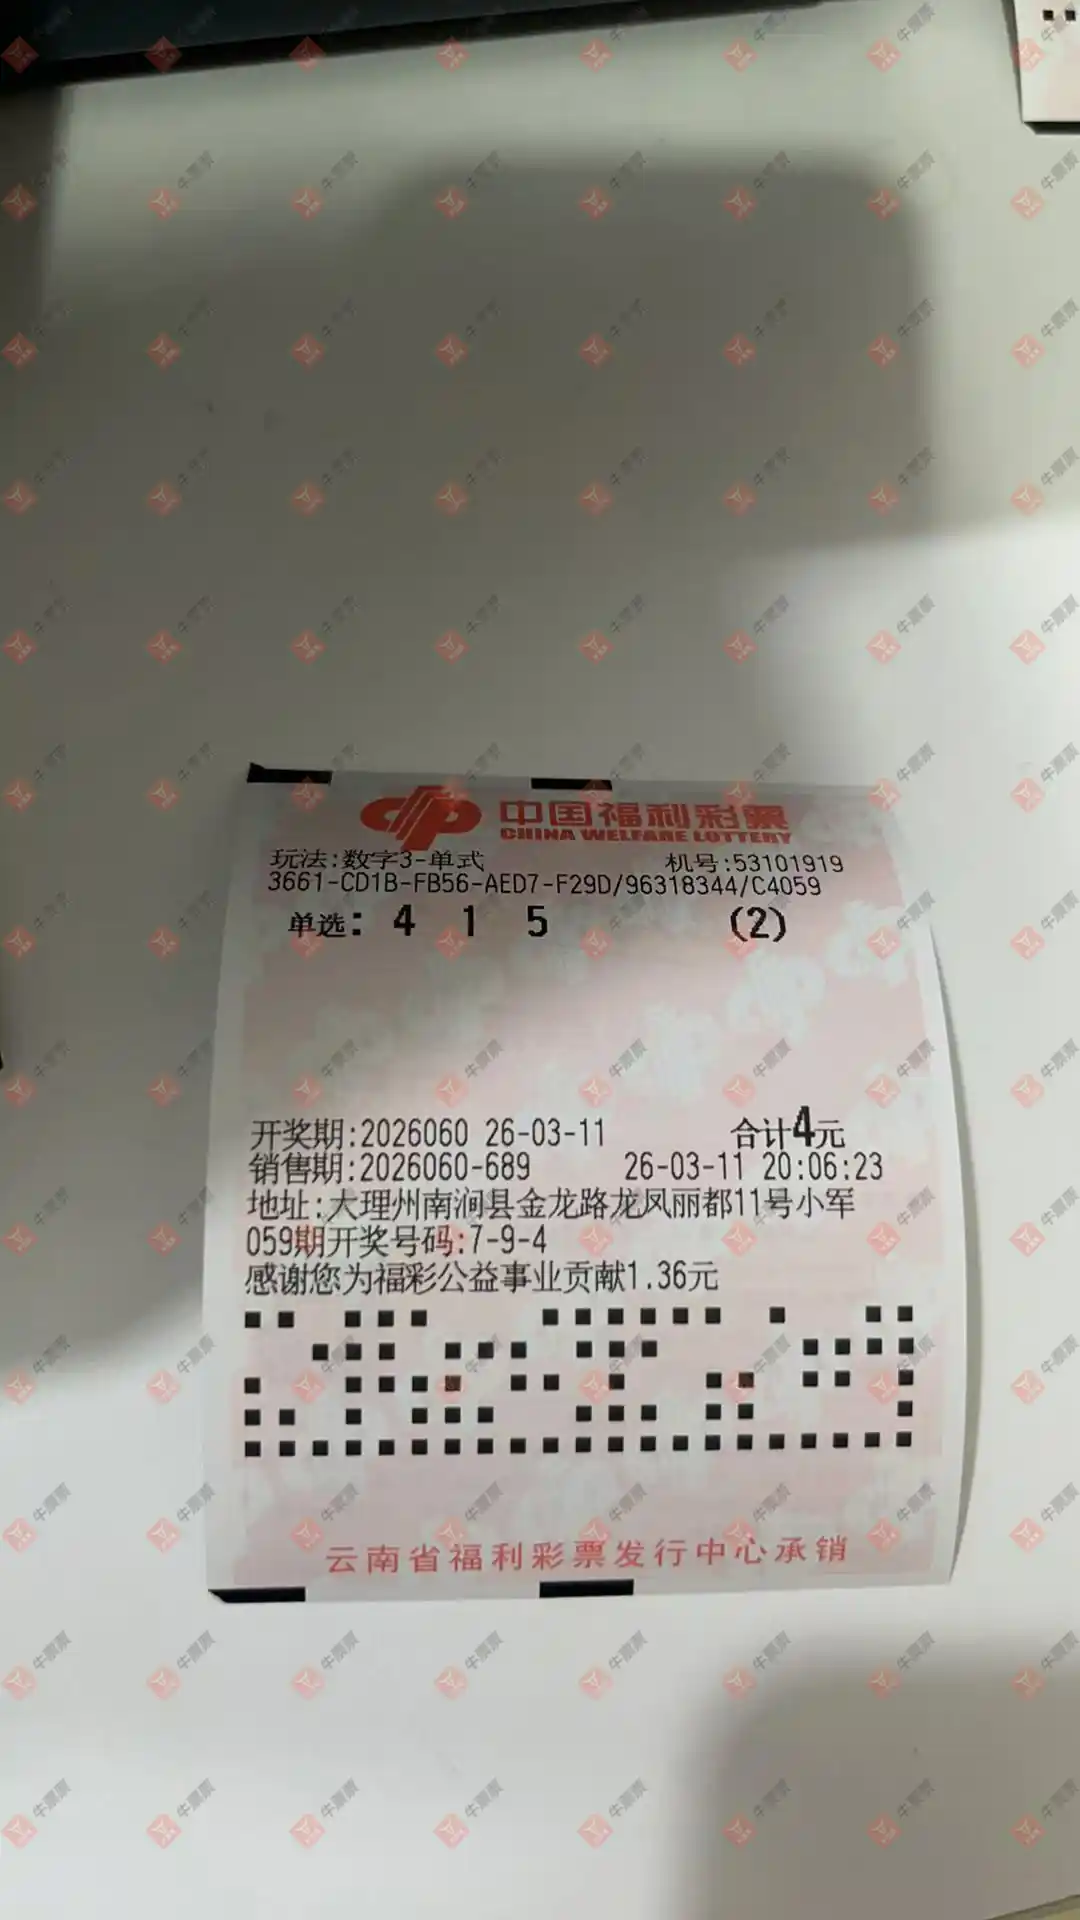 中国福利彩票
CHINA WELFARE LOTTERY
玩法:数字3-单式 机号:53101919
3661-CD1B-FB56-AED7-F29D/96318344/C4059
单选: 4 1 5 (2)
开奖期:2026060 26-03-11 合计4元
销售期:2026060-689 26-03-11 20:06:23
地址:大理州南涧县金龙路龙凤丽都11号小军
059期开奖号码:7-9-4
感谢您为福彩公益事业贡献1.36元
云南省福利彩票发行中心承销
牛票票